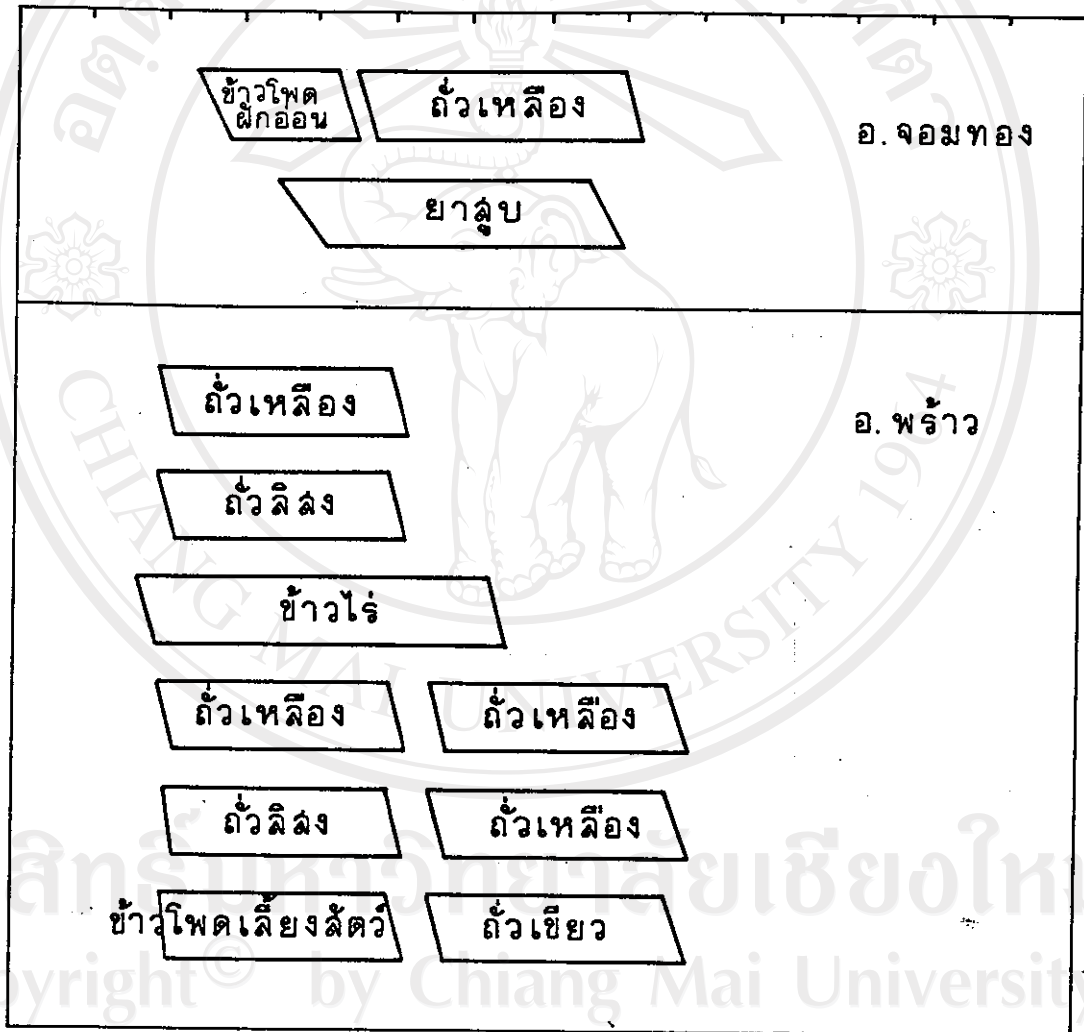 ข้าวโพด
ฝักอ่อน
ถั่วเหลือง
อ.จอมทอง
ยาสูบ
ถั่วเหลือง
อ.พร้าว
ถั่วลิสง
ข้าวไร่
ถั่วเหลือง ถั่วเหลือง
ถั่วลิสง ถั่วเหลือง
ข้าวโพดเลี้ยงสัตว์ ถั่วเขียว
CHIANG MAI UNIVERSITY 1964
สิทธิ์มหาวิทยาลัยเชียงให
pyright© by Chiang Mai University